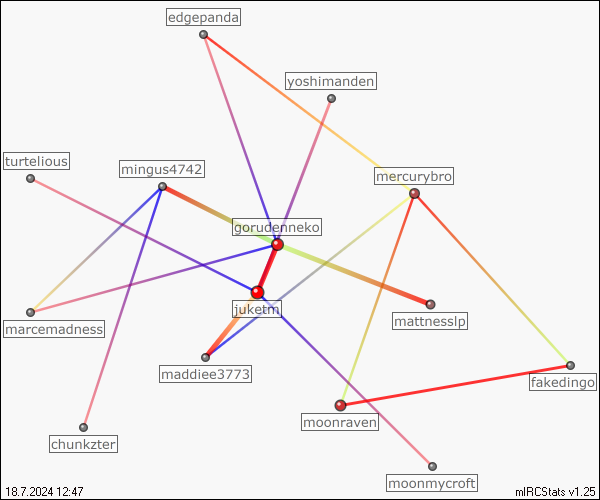 edgepanda
yoshimanden
turtelious
mingus4742
mercurybro
gorudenneko
juketm
marcemadness
mattnesslp
maddiee3773
fakedingo
moonraven
chunkzter
moonmycroft
18.7.2024 12:47
mIRCStats v1.25